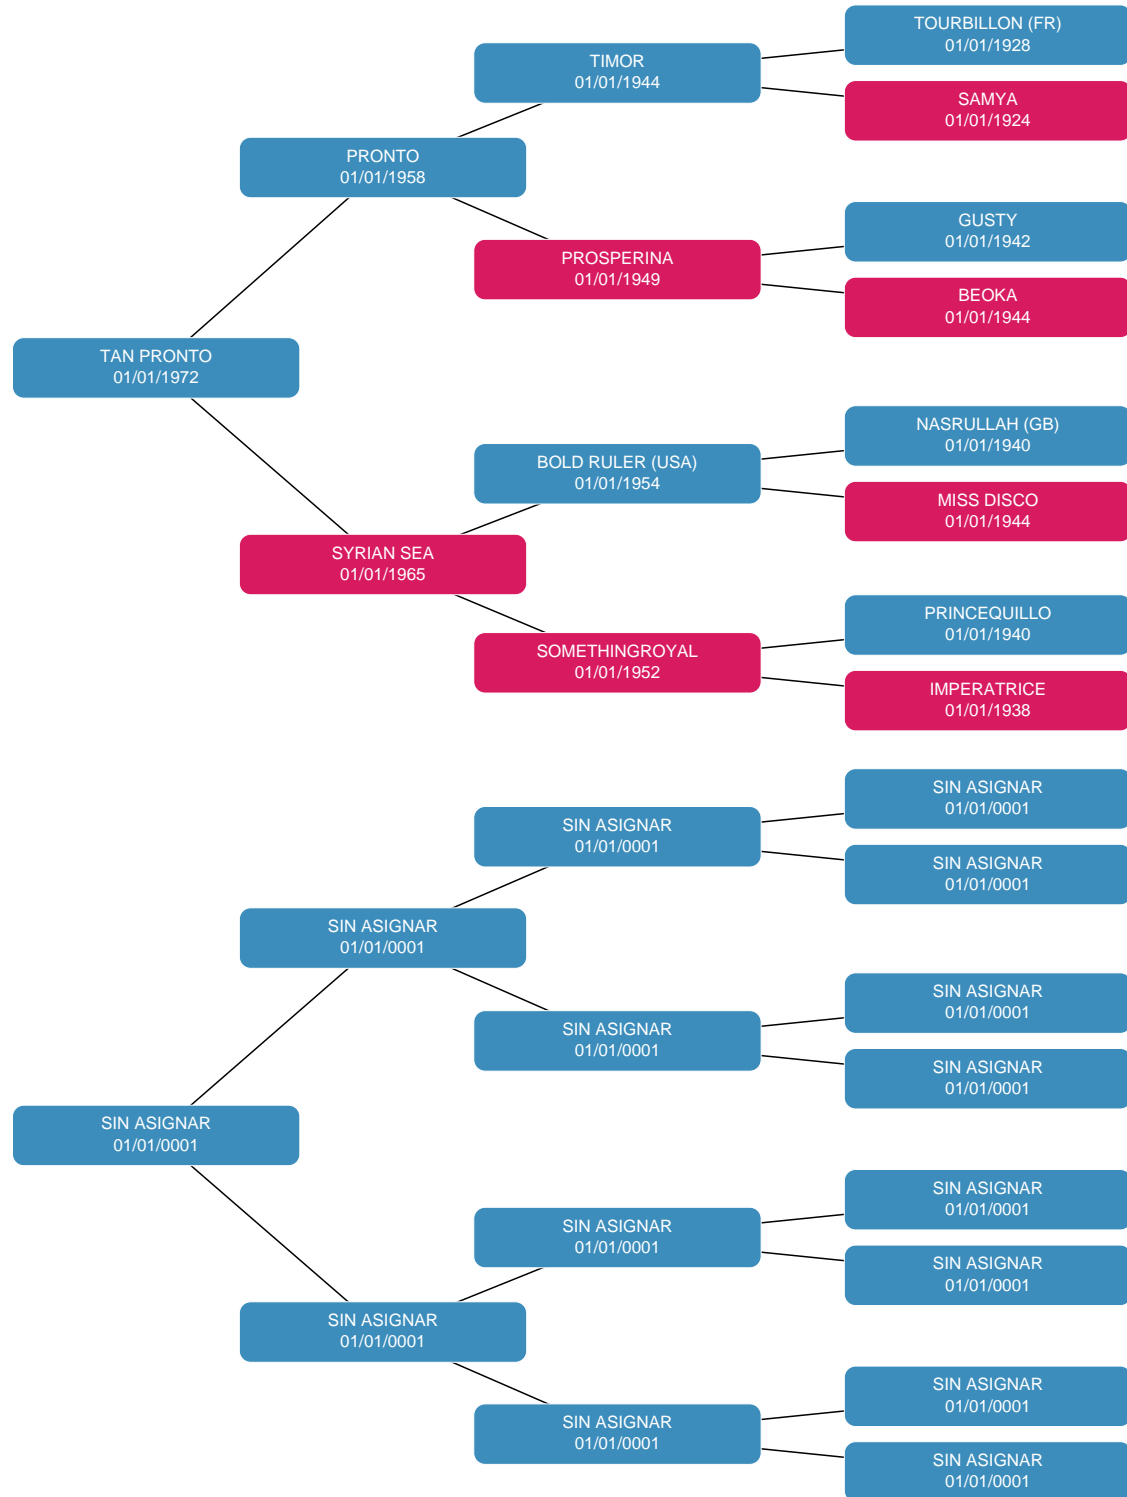 TOURBILLON (FR)
01/01/1928
TIMOR
01/01/1944
SAMYA
01/01/1924
PRONTO
01/01/1958
GUSTY
01/01/1942
PROSPERINA
01/01/1949
BEOKA
01/01/1944
TAN PRONTO
01/01/1972
NASRULLAH (GB)
01/01/1940
BOLD RULER (USA)
01/01/1954
MISS DISCO
01/01/1944
SYRIAN SEA
01/01/1965
PRINCEQUILLO
01/01/1940
SOMETHINGROYAL
01/01/1952
IMPERATRICE
01/01/1938
SIN ASIGNAR
01/01/0001
SIN ASIGNAR
01/01/0001
SIN ASIGNAR
01/01/0001
SIN ASIGNAR
01/01/0001
SIN ASIGNAR
01/01/0001
SIN ASIGNAR
01/01/0001
SIN ASIGNAR
01/01/0001
SIN ASIGNAR
01/01/0001
SIN ASIGNAR
01/01/0001
SIN ASIGNAR
01/01/0001
SIN ASIGNAR
01/01/0001
SIN ASIGNAR
01/01/0001
SIN ASIGNAR
01/01/0001
SIN ASIGNAR
01/01/0001
SIN ASIGNAR
01/01/0001